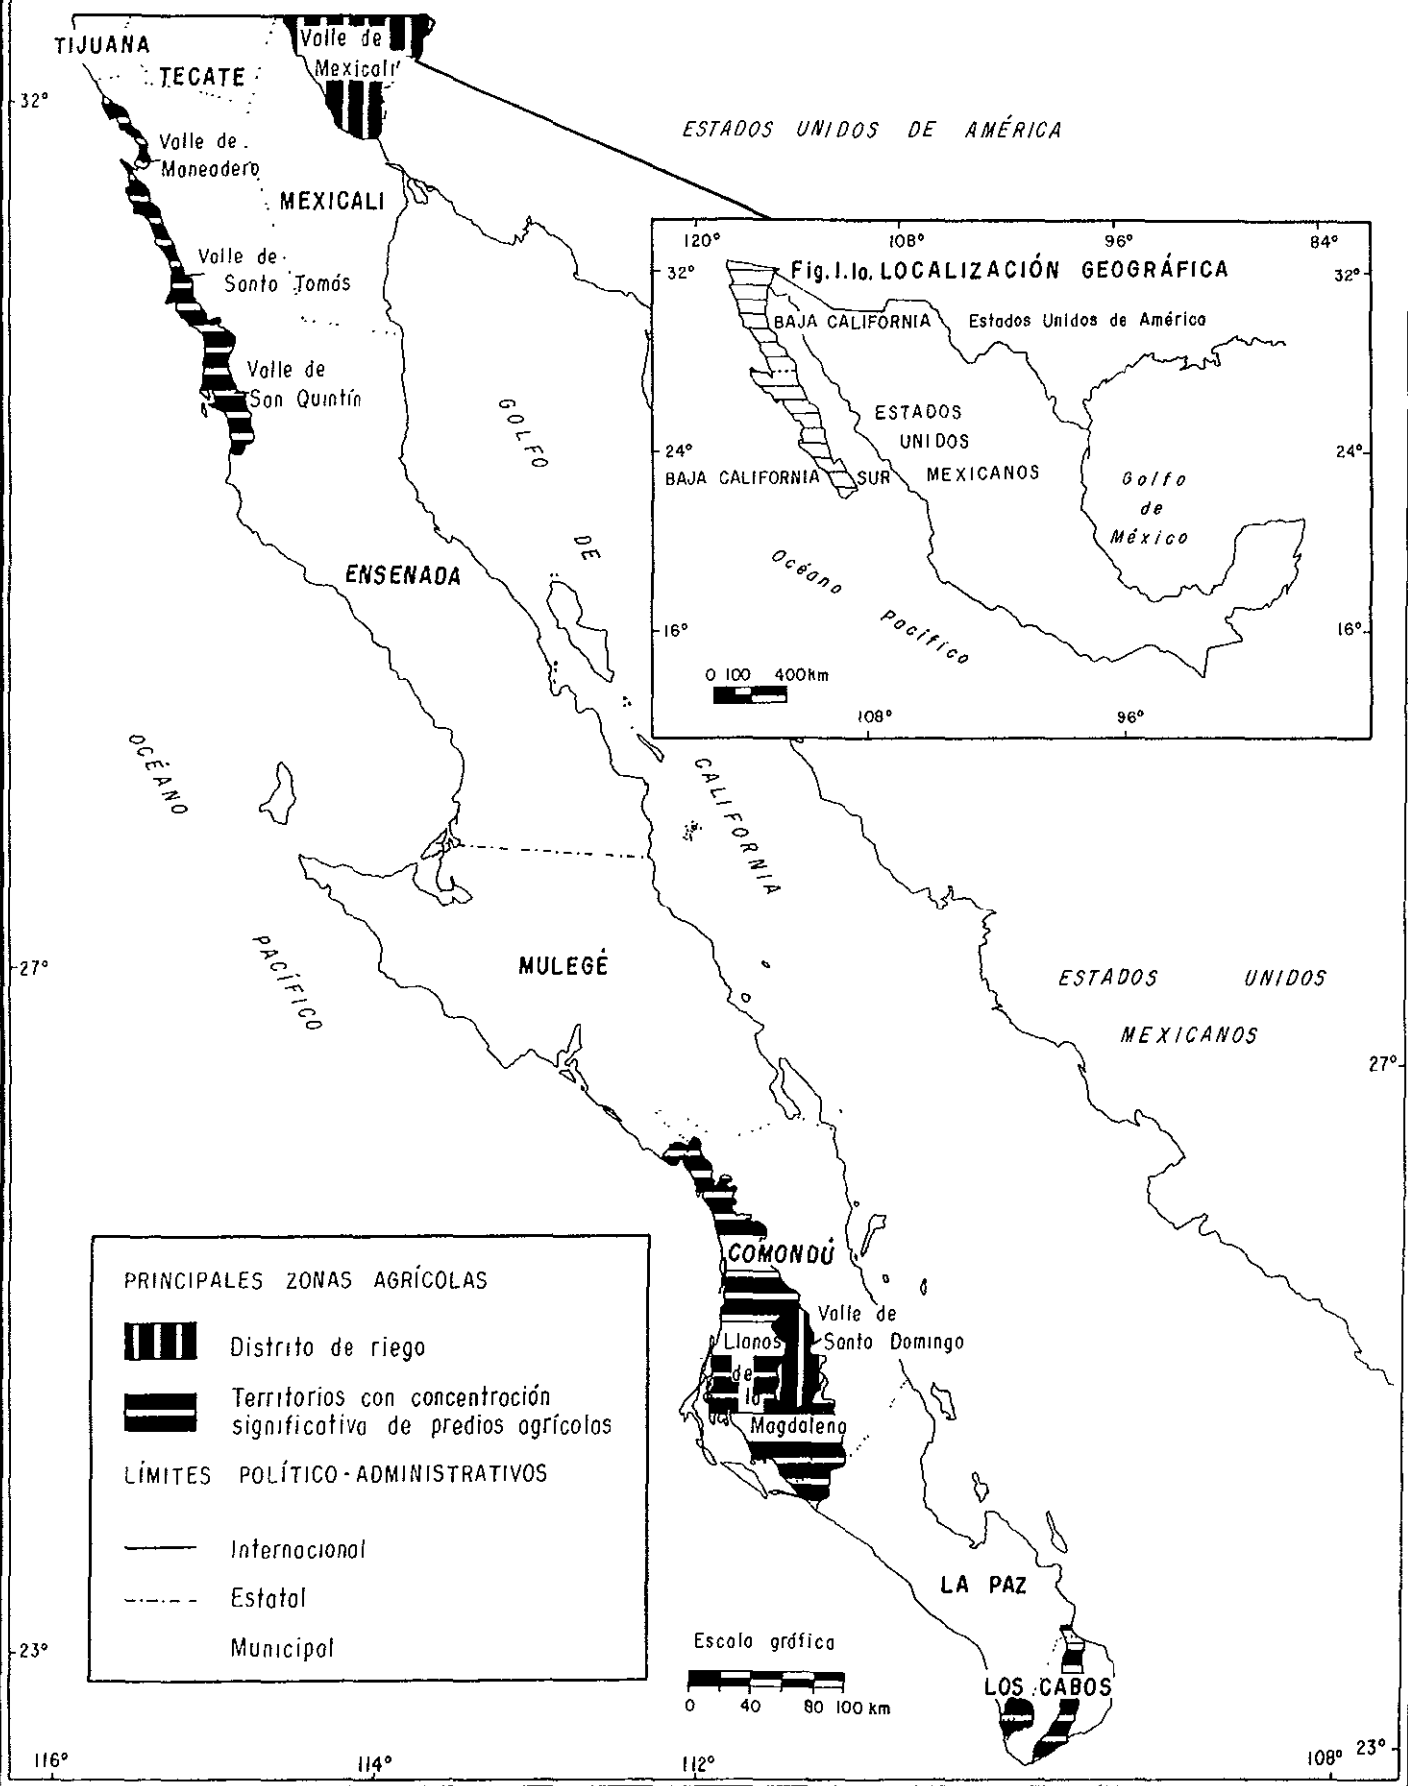 TIJUANA
TECATE
Valle de
Mexicali
32°
ESTADOS UNIDOS DE AMÉRICA
Valle de
Maneadero
MEXICALI
Valle de
Santo Tomás
Valle de
San Quintín
120°
108°
96°
84°
32°
Fig.1.1a. LOCALIZACIÓN GEOGRÁFICA
32°
BAJA CALIFORNIA
Estados Unidos de América
ESTADOS
UNIDOS
MEXICANOS
24°
24°
BAJA CALIFORNIA SUR
Golfo
de
México
Océano
Pacífico
16°
16°
0 100 400km
108°
96°
GOLFO
DE
CALIFORNIA
ENSENADA
OCÉANO
PACÍFICO
27°
MULEGÉ
ESTADOS UNIDOS
MEXICANOS
27°
COMONDÚ
Valle de
Santo Domingo
Llanos
de
la
Magdalena
PRINCIPALES ZONAS AGRÍCOLAS
Distrito de riego
Territorios con concentración
significativa de predios agrícolas
LÍMITES POLÍTICO-ADMINISTRATIVOS
Internacional
Estatal
Municipal
LA PAZ
LOS CABOS
Escala gráfica
0 40 80 100 km
23°
23°
116°
114°
112°
108°